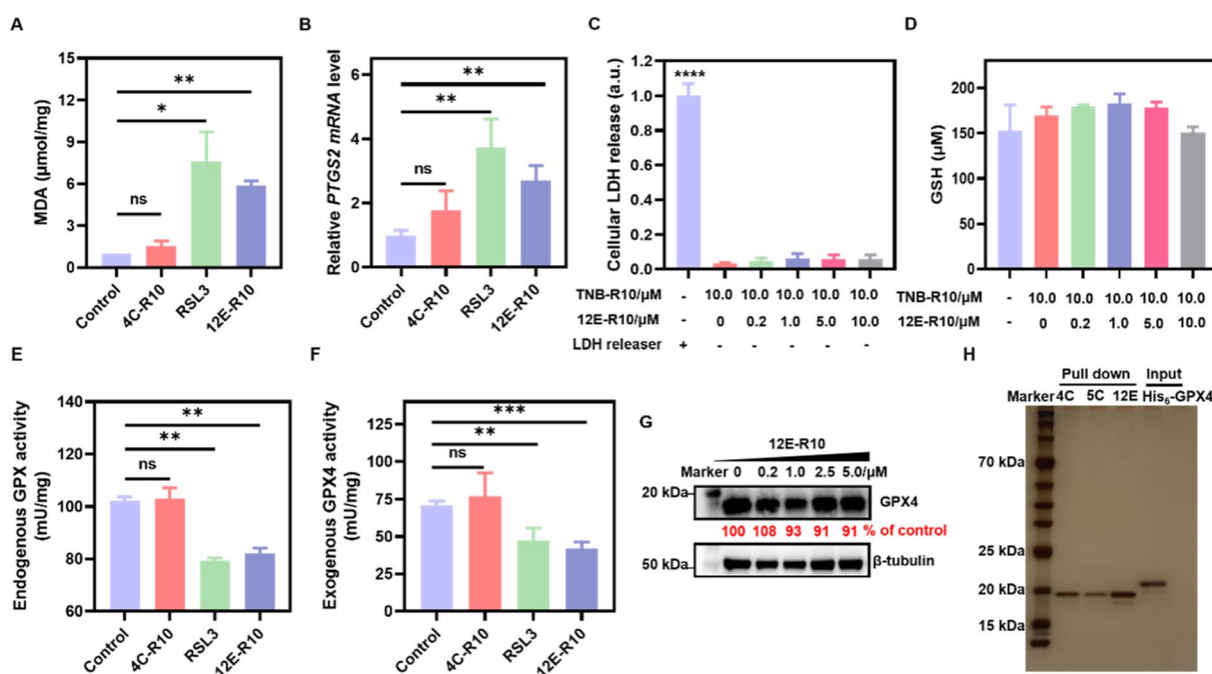 A
MDA (μmol/mg)
15
12
9
6
3
1
0
**
*
ns
Control
4C-R10
RSL3
12E-R10
B
Relative PTGS2 mRNA level
6
4
2
0
**
**
ns
Control
4C-R10
RSL3
12E-R10
C
Cellular LDH release (a.u.)
1.2
1.0
0.8
0.6
0.4
0.2
0.0
****
TNB-R10/μM - 10.0 10.0 10.0 10.0 10.0
12E-R10/μM - 0 0.2 1.0 5.0 10.0
LDH releaser + - - - - -
D
GSH (μM)
200
150
100
50
0
TNB-R10/μM - 10.0 10.0 10.0 10.0 10.0
12E-R10/μM - 0 0.2 1.0 5.0 10.0
E
Endogenous GPX activity
(mU/mg)
140
120
100
80
60
**
**
ns
Control
4C-R10
RSL3
12E-R10
F
Exogenous GPX4 activity
(mU/mg)
125
100
75
50
25
0
***
**
ns
Control
4C-R10
RSL3
12E-R10
G
12E-R10
Marker 0 0.2 1.0 2.5 5.0/μM
20 kDa
GPX4
100 108 93 91 91 % of control
50 kDa
β-tubulin
H
Pull down Input
Marker 4C 5C 12E His₆-GPX4
70 kDa
25 kDa
20 kDa
15 kDa